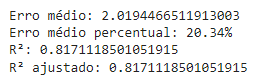 Erro médio: 2.0194466511913003
Erro médio percentual: 20.34%
R²: 0.8171118501051915
R² ajustado: 0.8171118501051915